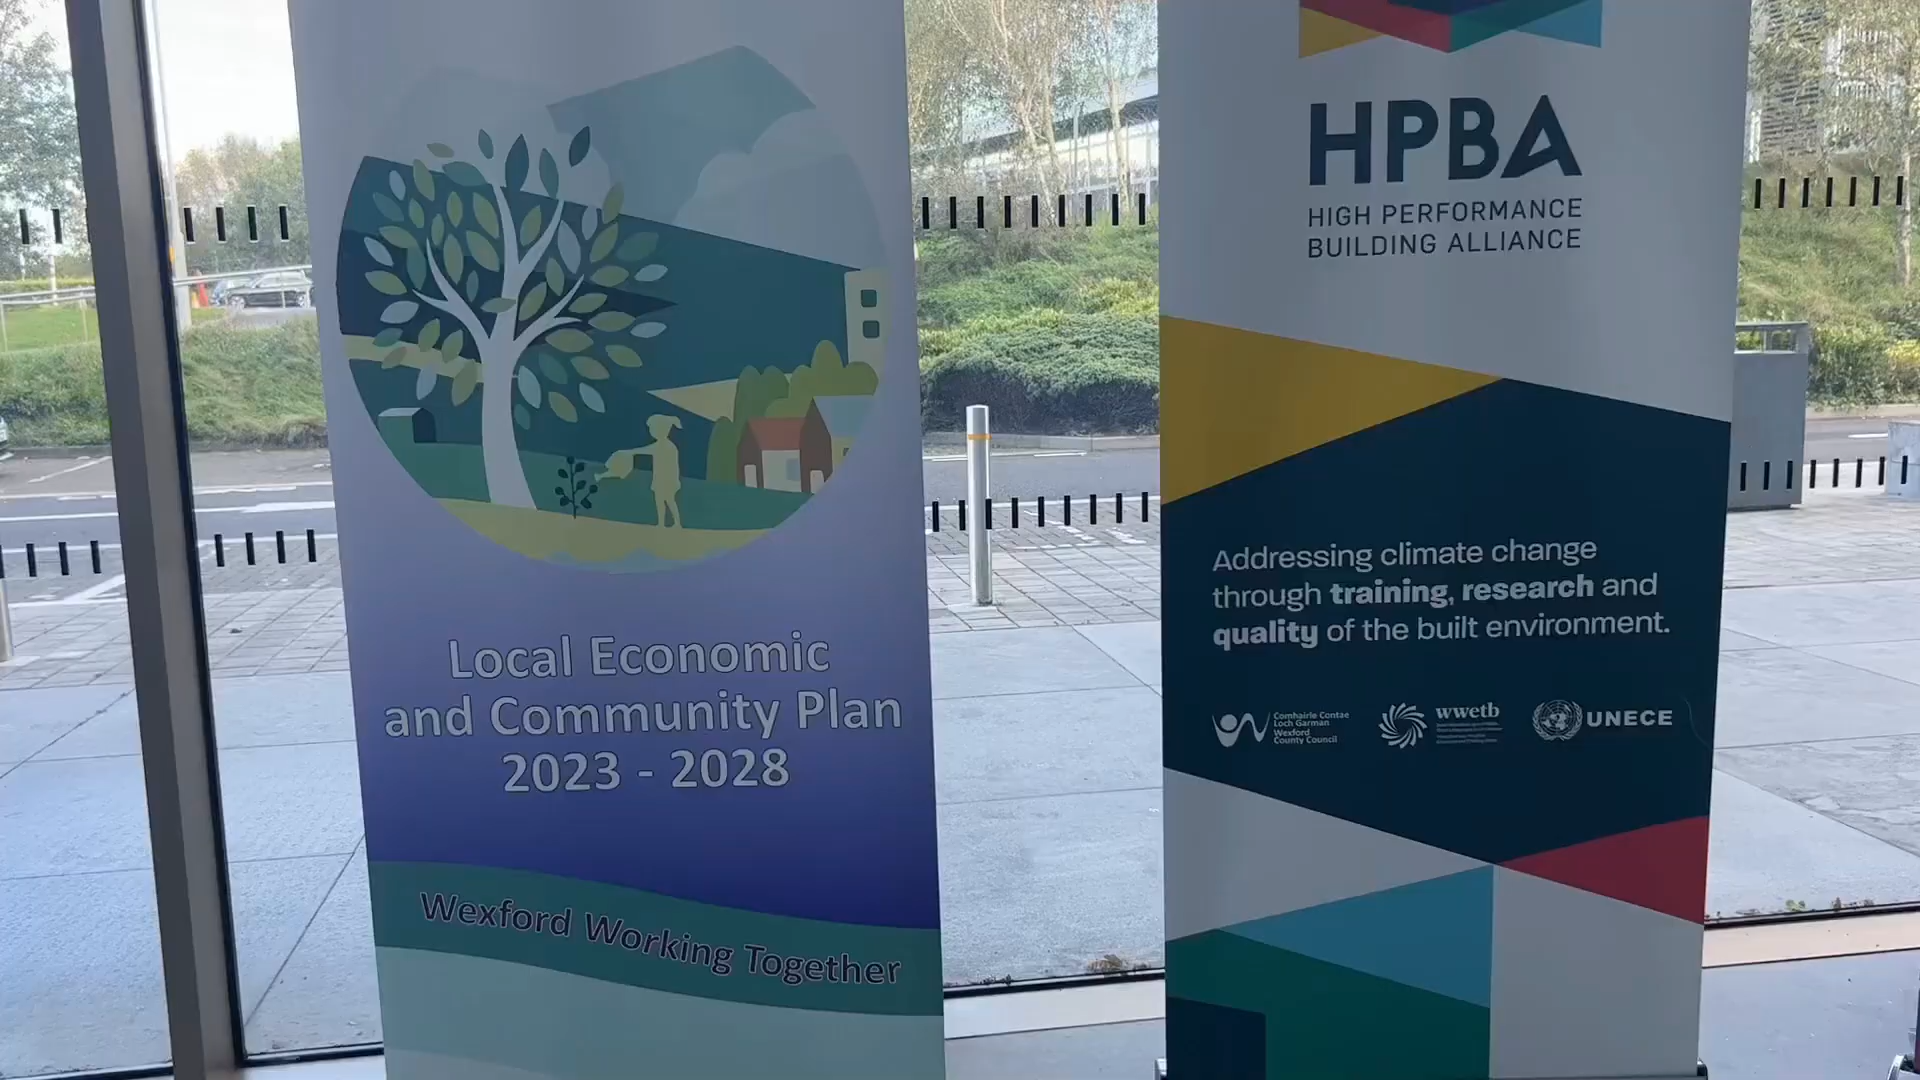 Local Economic
and Community Plan
2023 - 2028
Wexford Working Together
HPBA
HIGH PERFORMANCE
BUILDING ALLIANCE
Addressing climate change
through training, research and
quality of the built environment.
Comhairle Contae
Loch Garman
Wexford
County Council
wwetb
UNECE